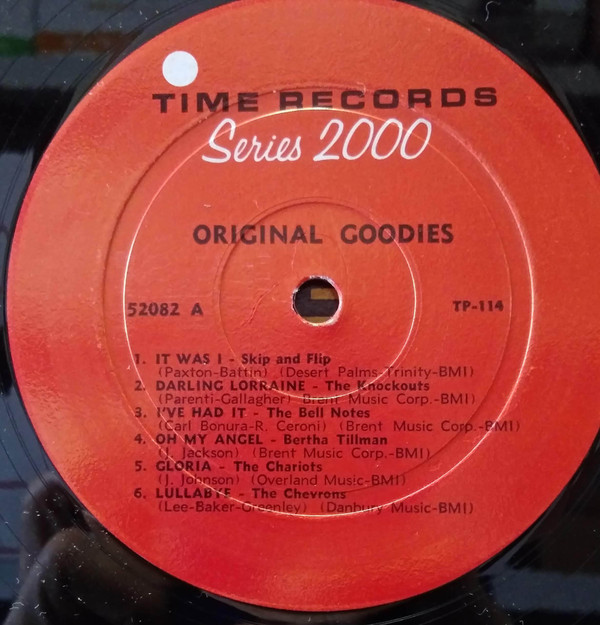 TIME RECORDS
Series 2000
ORIGINAL GOODIES
52082 A TP-114
1. IT WAS I - Skip and Flip
(Paxton-Battin) (Desert Palms-Trinity-BMI)
2. DARLING LORRAINE - The Knockouts
(Parenti-Gallagher) Brent Music Corp.-BMI)
3. I'VE HAD IT - The Bell Notes
(Carl Bonura-R. Ceroni) (Brent Music Corp.-BMI)
4. OH MY ANGEL - Bertha Tillman
(J. Jackson) (Brent Music Corp.-BMI)
5. GLORIA - The Chariots
(J. Johnson) (Overland Music-BMI)
6. LULLABYE - The Chevrons
(Lee-Baker-Greenley) (Danbury Music-BMI)